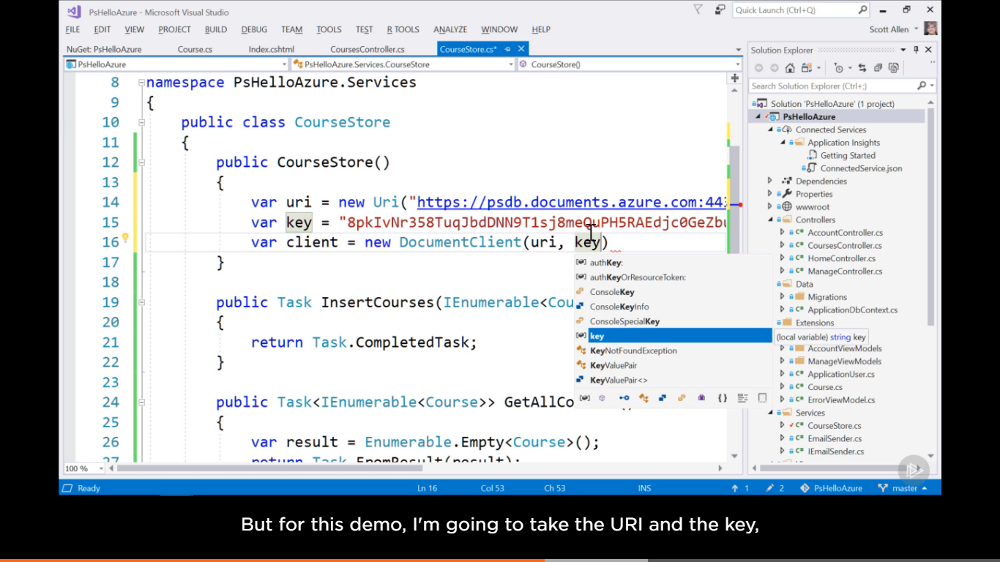 PsHelloAzure - Microsoft Visual Studio
Quick Launch (Ctrl+Q)
FILE EDIT VIEW PROJECT BUILD DEBUG TEAM TOOLS TEST R TOOLS ANALYZE WINDOW HELP
Scott Allen
NuGet: PsHelloAzure Course.cs Index.cshtml CoursesController.cs CourseStore.cs*
PsHelloAzure PsHelloAzure.Services.CourseStore CourseStore()
8 namespace PsHelloAzure.Services
9 {
10 public class CourseStore
11 {
12 public CourseStore()
13 {
14 var uri = new Uri("https://psdb.documents.azure.com:443
15 var key = "8pkIvNr358TuqJbdDNN9T1sj8meQuPH5RAEdjc0GeZbu
16 var client = new DocumentClient(uri, key)
17 }
18
19 public Task InsertCourses(IEnumerable<Cou
20 {
21 return Task.CompletedTask;
22 }
23
24 public Task<IEnumerable<Course>> GetAllCo
25 {
26 var result = Enumerable.Empty<Course>();
27 return Task.FromResult(result);
authKey:
authKeyOrResourceToken:
ConsoleKey
ConsoleKeyInfo
ConsoleSpecialKey
key
KeyNotFoundException
KeyValuePair
KeyValuePair<>
(local variable) string key
100 %
Solution Explorer
Search Solution Explorer (Ctrl+;)
Solution 'PsHelloAzure' (1 project)
PsHelloAzure
Connected Services
Application Insights
Getting Started
ConnectedService.json
Dependencies
Properties
wwwroot
Controllers
AccountController.cs
CoursesController.cs
HomeController.cs
ManageController.cs
Data
Migrations
ApplicationDbContext.cs
Extensions
AccountViewModels
ManageViewModels
ApplicationUser.cs
Course.cs
ErrorViewModel.cs
Services
CourseStore.cs
EmailSender.cs
IEmailSender.cs
Ready Ln 16 Col 53 Ch 53 INS 1 2 PsHelloAzure master
But for this demo, I'm going to take the URI and the key,